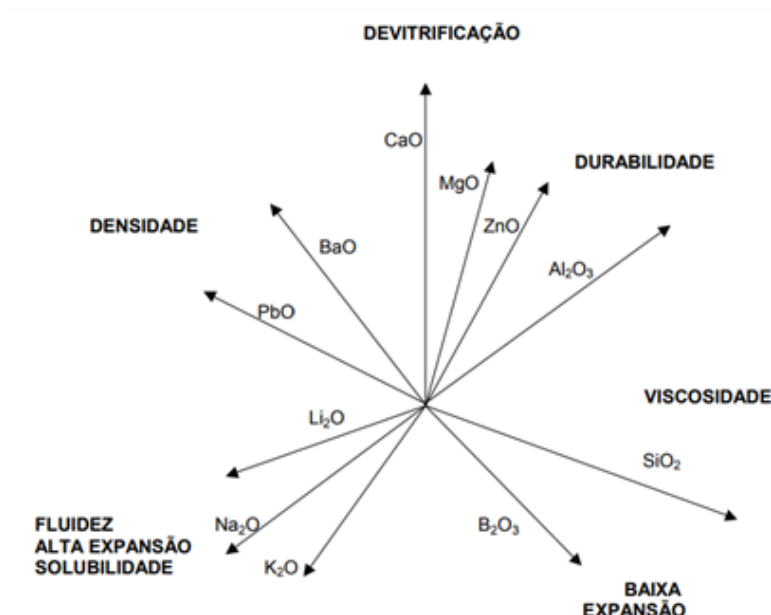 DEVITRIFICAÇÃO
CaO
MgO
DURABILIDADE
ZnO
DENSIDADE
BaO
Al₂O₃
PbO
VISCOSIDADE
Li₂O
SiO₂
FLUIDEZ
ALTA EXPANSÃO
SOLUBILIDADE
Na₂O
K₂O
B₂O₃
BAIXA
EXPANSÃO